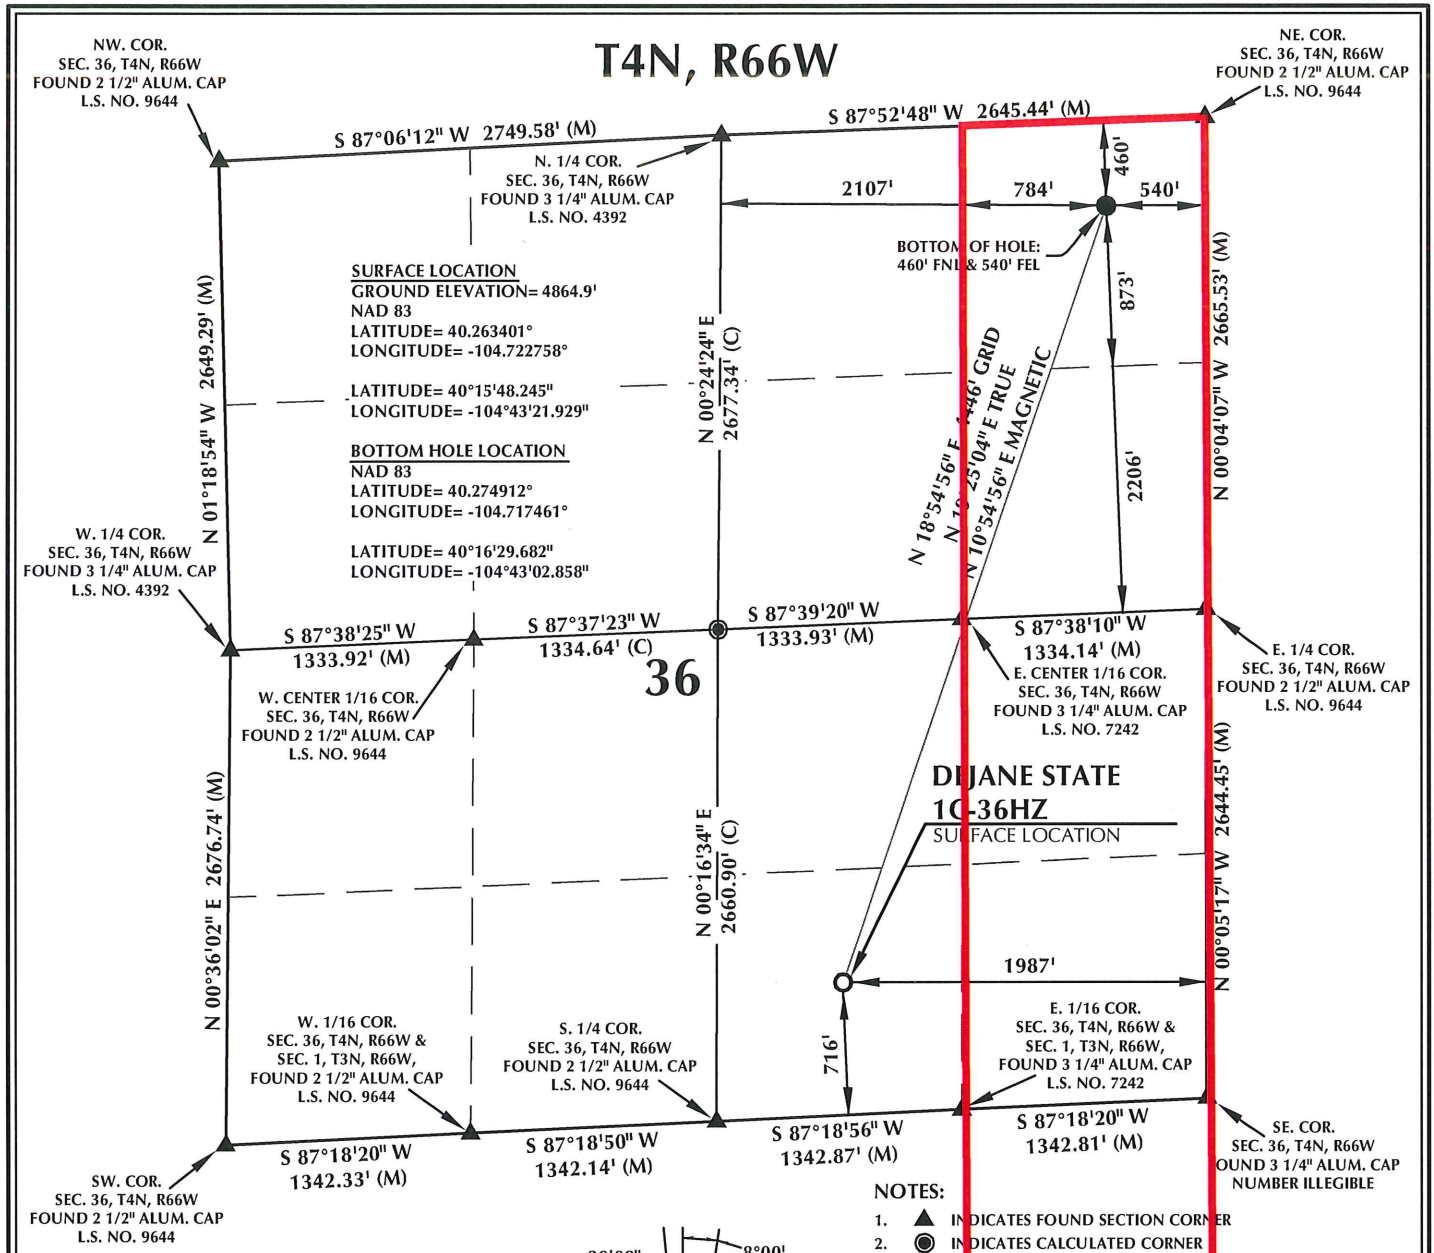 T4N, R66W
NW. COR.
SEC. 36, T4N, R66W
FOUND 2 1/2" ALUM. CAP
L.S. NO. 9644
NE. COR.
SEC. 36, T4N, R66W
FOUND 2 1/2" ALUM. CAP
L.S. NO. 9644
S 87°06'12" W 2749.58' (M)
S 87°52'48" W 2645.44' (M)
N. 1/4 COR.
SEC. 36, T4N, R66W
FOUND 3 1/4" ALUM. CAP
L.S. NO. 4392
460'
2107'
784'
540'
BOTTOM OF HOLE:
460' FNL & 540' FEL
873'
2206'
SURFACE LOCATION
GROUND ELEVATION= 4864.9'
NAD 83
LATITUDE= 40.263401°
LONGITUDE= -104.722758°
LATITUDE= 40°15'48.245"
LONGITUDE= -104°43'21.929"
BOTTOM HOLE LOCATION
NAD 83
LATITUDE= 40.274912°
LONGITUDE= -104.717461°
LATITUDE= 40°16'29.682"
LONGITUDE= -104°43'02.858"
N 01°18'54" W 2649.29' (M)
N 00°24'24" E
2677.34' (C)
N 18°54'56" E 4446' GRID
N 25'04" E TRUE
N 10°54'56" E MAGNETIC
N 00°04'07" W 2665.53' (M)
W. 1/4 COR.
SEC. 36, T4N, R66W
FOUND 3 1/4" ALUM. CAP
L.S. NO. 4392
S 87°38'25" W
1333.92' (M)
S 87°37'23" W
1334.64' (C)
S 87°39'20" W
1333.93' (M)
S 87°38'10" W
1334.14' (M)
36
W. CENTER 1/16 COR.
SEC. 36, T4N, R66W
FOUND 2 1/2" ALUM. CAP
L.S. NO. 9644
E. CENTER 1/16 COR.
SEC. 36, T4N, R66W
FOUND 3 1/4" ALUM. CAP
L.S. NO. 7242
E. 1/4 COR.
SEC. 36, T4N, R66W
FOUND 2 1/2" ALUM. CAP
L.S. NO. 9644
DEJANE STATE
1C-36HZ
SURFACE LOCATION
N 00°36'02" E 2676.74' (M)
N 00°16'34" E
2660.90' (C)
N 00°05'17" W 2644.45' (M)
1987'
716'
W. 1/16 COR.
SEC. 36, T4N, R66W &
SEC. 1, T3N, R66W,
FOUND 2 1/2" ALUM. CAP
L.S. NO. 9644
S. 1/4 COR.
SEC. 36, T4N, R66W
FOUND 2 1/2" ALUM. CAP
L.S. NO. 9644
E. 1/16 COR.
SEC. 36, T4N, R66W &
SEC. 1, T3N, R66W,
FOUND 3 1/4" ALUM. CAP
L.S. NO. 7242
S 87°18'20" W
1342.33' (M)
S 87°18'50" W
1342.14' (M)
S 87°18'56" W
1342.87' (M)
S 87°18'20" W
1342.81' (M)
SW. COR.
SEC. 36, T4N, R66W
FOUND 2 1/2" ALUM. CAP
L.S. NO. 9644
SE. COR.
SEC. 36, T4N, R66W
OUND 3 1/4" ALUM. CAP
NUMBER ILLEGIBLE
NOTES:
1. INDICATES FOUND SECTION CORNER
2. INDICATES CALCULATED CORNER
8°00'